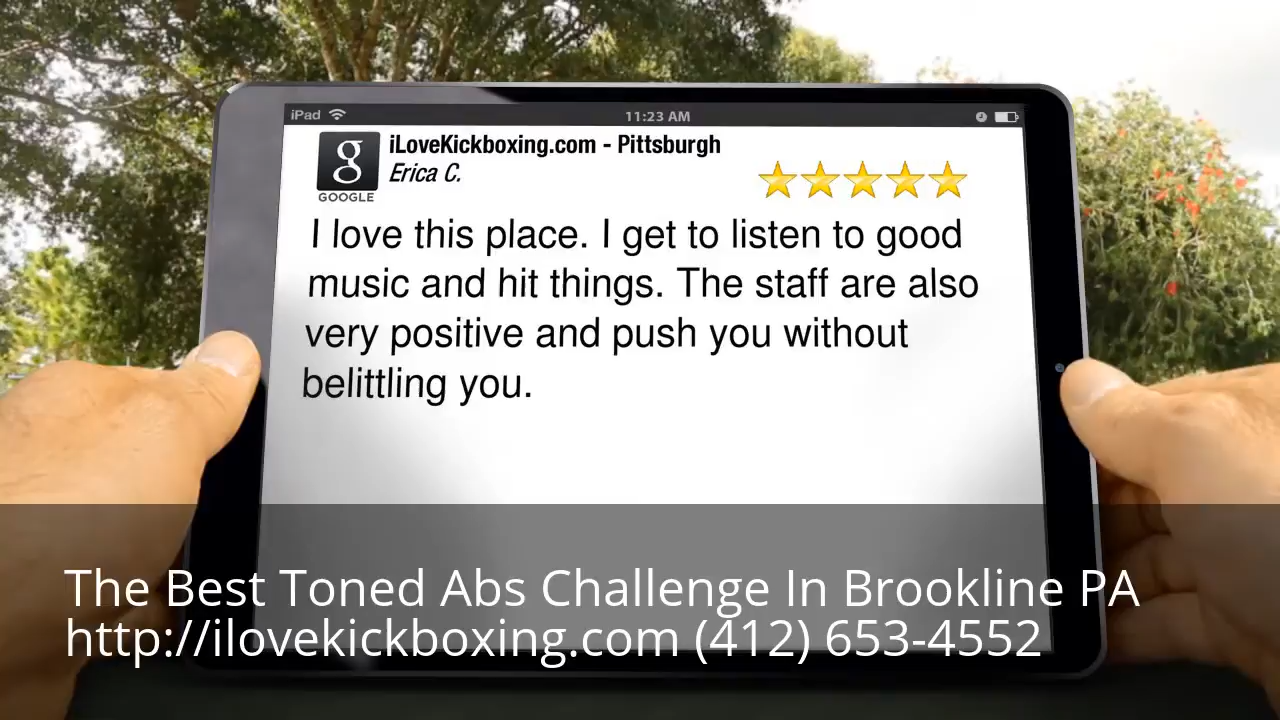 iPad
11:23 AM
g
GOOGLE
iLoveKickboxing.com - Pittsburgh
Erica C.
I love this place. I get to listen to good
music and hit things. The staff are also
very positive and push you without
belittling you.
The Best Toned Abs Challenge In Brookline PA
http://ilovekickboxing.com (412) 653-4552